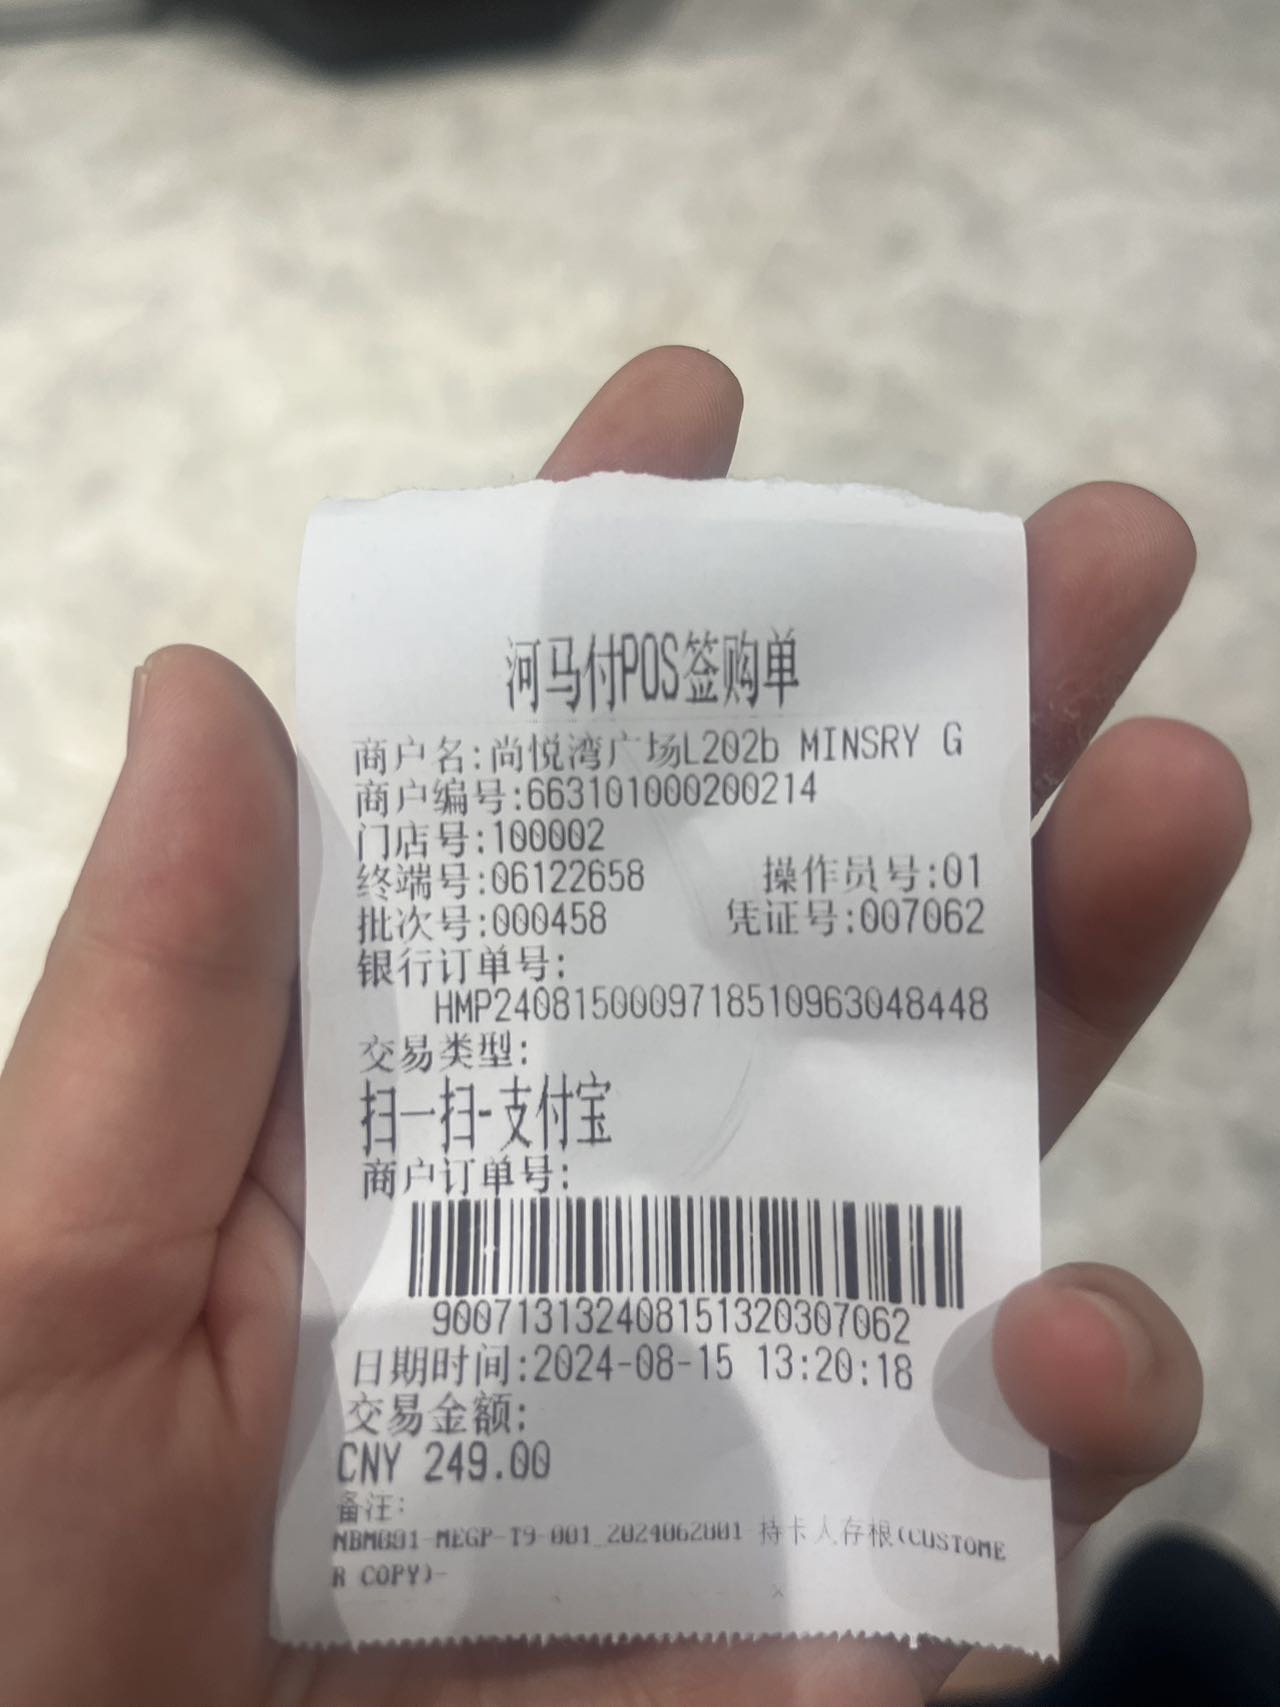 河马付POS签购单
商户名:尚悦湾广场L202b MINSRY G
商户编号:663101000200214
门店号:100002
终端号:06122658 操作员号:01
批次号:000458 凭证号:007062
银行订单号:
HMP2408150009718510963048448
交易类型:
扫一扫-支付宝
商户订单号:
900713132408151320307062
日期时间:2024-08-15 13:20:18
交易金额:
CNY 249.00
备注:
NBM091-MEGP-T9-001_2024062801 持卡人存根(CUSTOME
R COPY)-